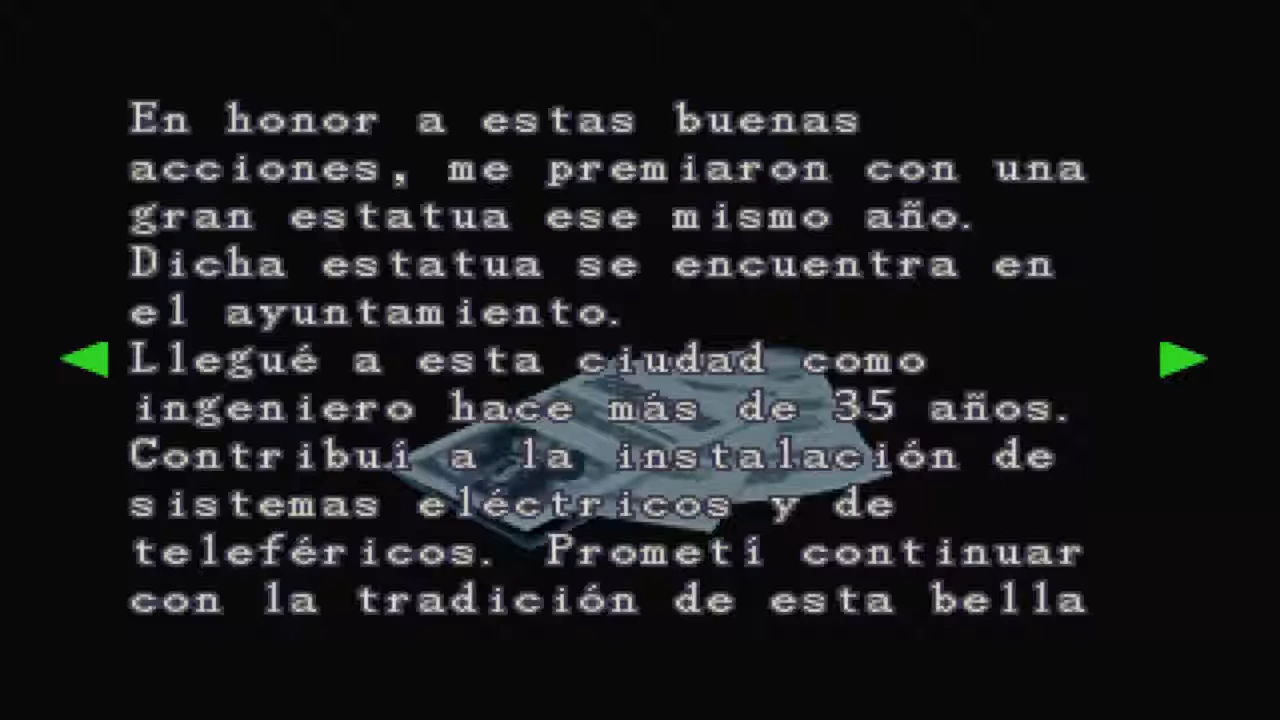 En honor a estas buenas
acciones, me premiaron con una
gran estatua ese mismo año.
Dicha estatua se encuentra en
el ayuntamiento.
Llegué a esta ciudad como
ingeniero hace más de 35 años.
Contribuí a la instalación de
sistemas eléctricos y de
teleféricos. Prometí continuar
con la tradición de esta bella